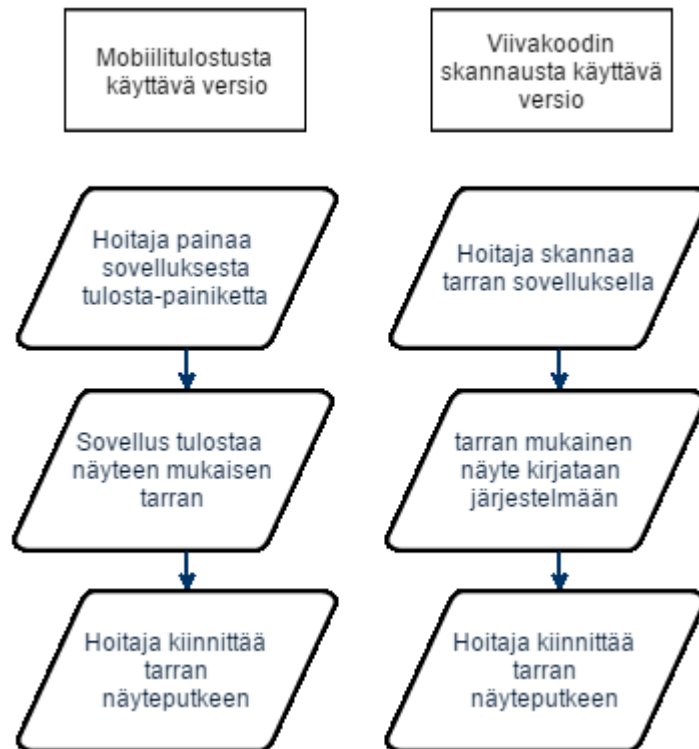 Mobiilitulostusta
käyttävä versio
Viivakoodin
skannausta käyttävä
versio
Hoitaja painaa
sovelluksesta
tulosta-painiketta
Hoitaja skannaa
tarran sovelluksella
Sovellus tulostaa
näyteen mukaisen
tarran
tarran mukainen
näyte kirjataan
järjestelmään
Hoitaja kiinnittää
tarran
näyteputkeen
Hoitaja kiinnittää
tarran
näyteputkeen